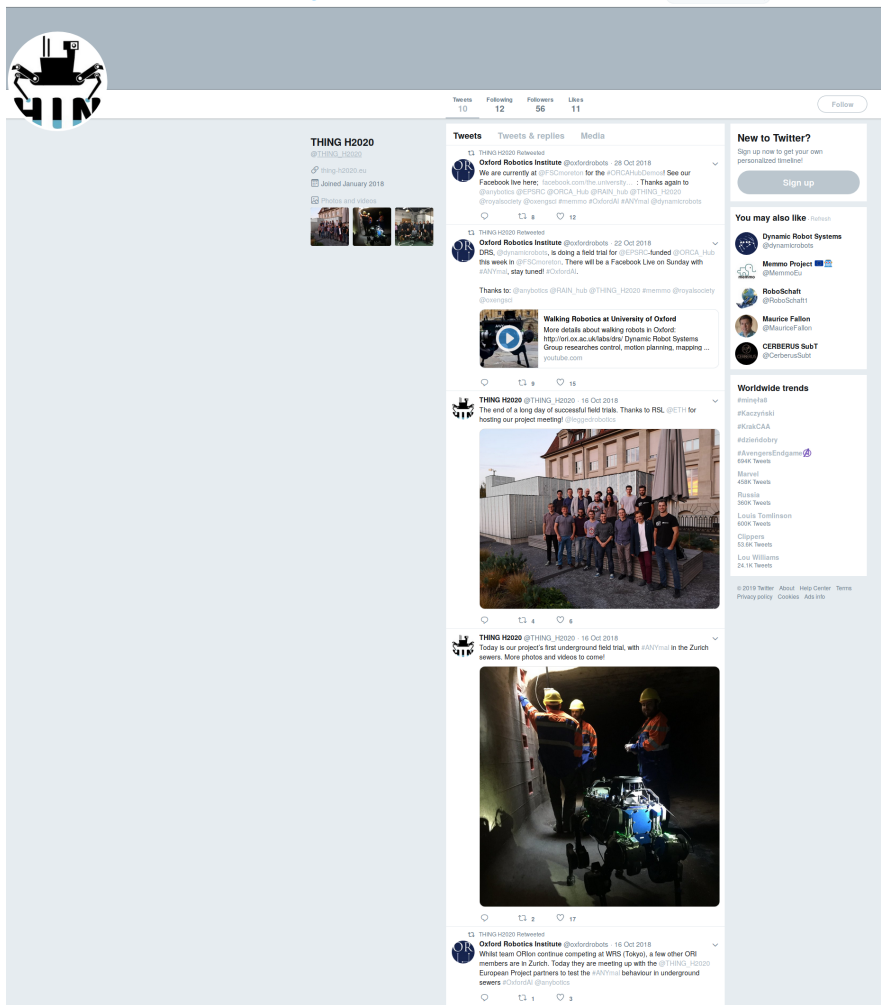 Tweets
10
Following
12
Followers
56
Likes
11
Follow
THING H2020
@THING_H2020
thing-h2020.eu
Joined January 2018
Photos and videos
Tweets Tweets & replies Media
THING H2020 Retweeted
Oxford Robotics Institute @oxfordrobots · 28 Oct 2018
We are currently at @FSCmoreton for the #ORCAHubDemos! See our
Facebook live here; facebook.com/the.university… ; Thanks again to
@anybotics @EPSRC @ORCA_Hub @RAIN_hub @THING_H2020
@royalsociety @oxengsci #memmo #OxfordAI #ANYmal @dynamicrobots
8 12
THING H2020 Retweeted
Oxford Robotics Institute @oxfordrobots · 22 Oct 2018
DRS, @dynamicrobots, is doing a field trial for @EPSRC-funded @ORCA_Hub
this week in @FSCmoreton. There will be a Facebook Live on Sunday with
#ANYmal, stay tuned! #OxfordAI.
Thanks to: @anybotics @RAIN_hub @THING_H2020 #memmo @royalsociety
@oxengsci
Walking Robotics at University of Oxford
More details about walking robots in Oxford:
http://ori.ox.ac.uk/labs/drs/ Dynamic Robot Systems
Group researches control, motion planning, mapping ...
youtube.com
9 15
THING H2020 @THING_H2020 · 16 Oct 2018
The end of a long day of successful field trials. Thanks to RSL @ETH for
hosting our project meeting! @leggedrobotics
4 6
THING H2020 @THING_H2020 · 16 Oct 2018
Today is our project's first underground field trial, with #ANYmal in the Zurich
sewers. More photos and videos to come!
2 17
THING H2020 Retweeted
Oxford Robotics Institute @oxfordrobots · 16 Oct 2018
Whilst team ORIon continue competing at WRS (Tokyo), a few other ORI
members are in Zurich. Today they are meeting up with the @THING_H2020
European Project partners to test the #ANYmal behaviour in underground
sewers #OxfordAI @anybotics
1 3
New to Twitter?
Sign up now to get your own
personalized timeline!
Sign up
You may also like · Refresh
Dynamic Robot Systems
@dynamicrobots
Memmo Project
@MemmoEu
RoboSchaft
@RoboSchaft1
Maurice Fallon
@MauriceFallon
CERBERUS SubT
@CerberusSubt
Worldwide trends
#minęłaII
#Kaczyński
#KrakCAA
#dzieńdobry
#AvengersEndgame
694K Tweets
Marvel
458K Tweets
Russia
360K Tweets
Louis Tomlinson
600K Tweets
Clippers
53.6K Tweets
Lou Williams
24.1K Tweets
© 2019 Twitter About Help Center Terms
Privacy policy Cookies Ads info